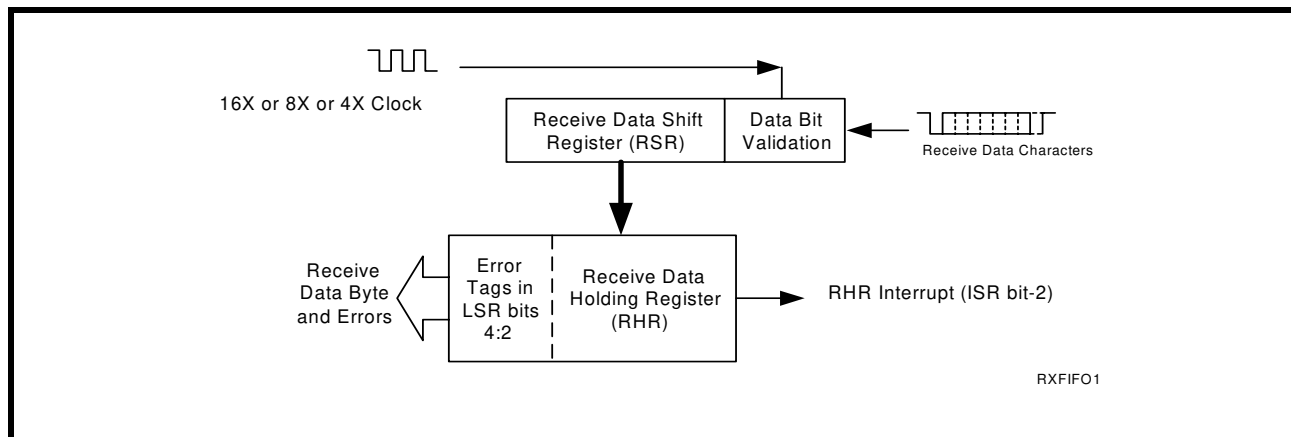 16X or 8X or 4X Clock
Receive Data Shift
Register (RSR)
Data Bit
Validation
Receive Data Characters
Receive
Data Byte
and Errors
Error
Tags in
LSR bits
4:2
Receive Data
Holding Register
(RHR)
RHR Interrupt (ISR bit-2)
RXFIFO1